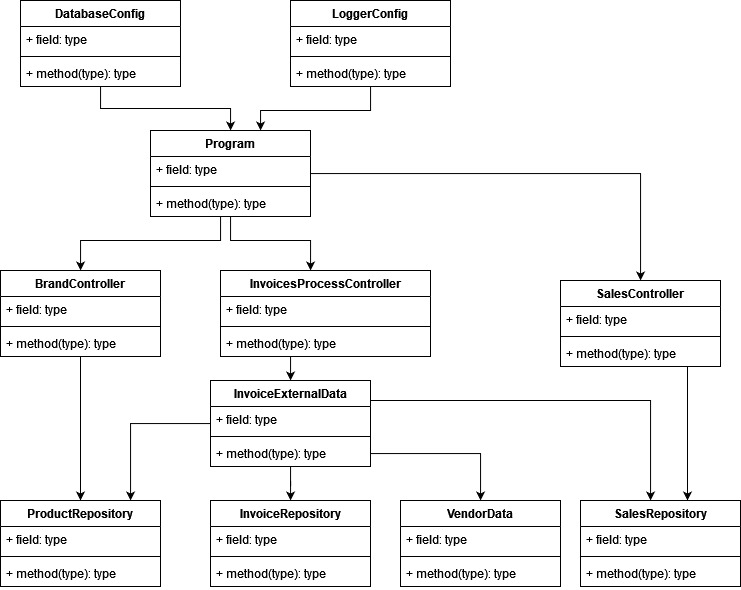 DatabaseConfig
+ field: type
+ method(type): type
LoggerConfig
+ field: type
+ method(type): type
Program
+ field: type
+ method(type): type
BrandController
+ field: type
+ method(type): type
InvoicesProcessController
+ field: type
+ method(type): type
SalesController
+ field: type
+ method(type): type
InvoiceExternalData
+ field: type
+ method(type): type
ProductRepository
+ field: type
+ method(type): type
InvoiceRepository
+ field: type
+ method(type): type
VendorData
+ field: type
+ method(type): type
SalesRepository
+ field: type
+ method(type): type